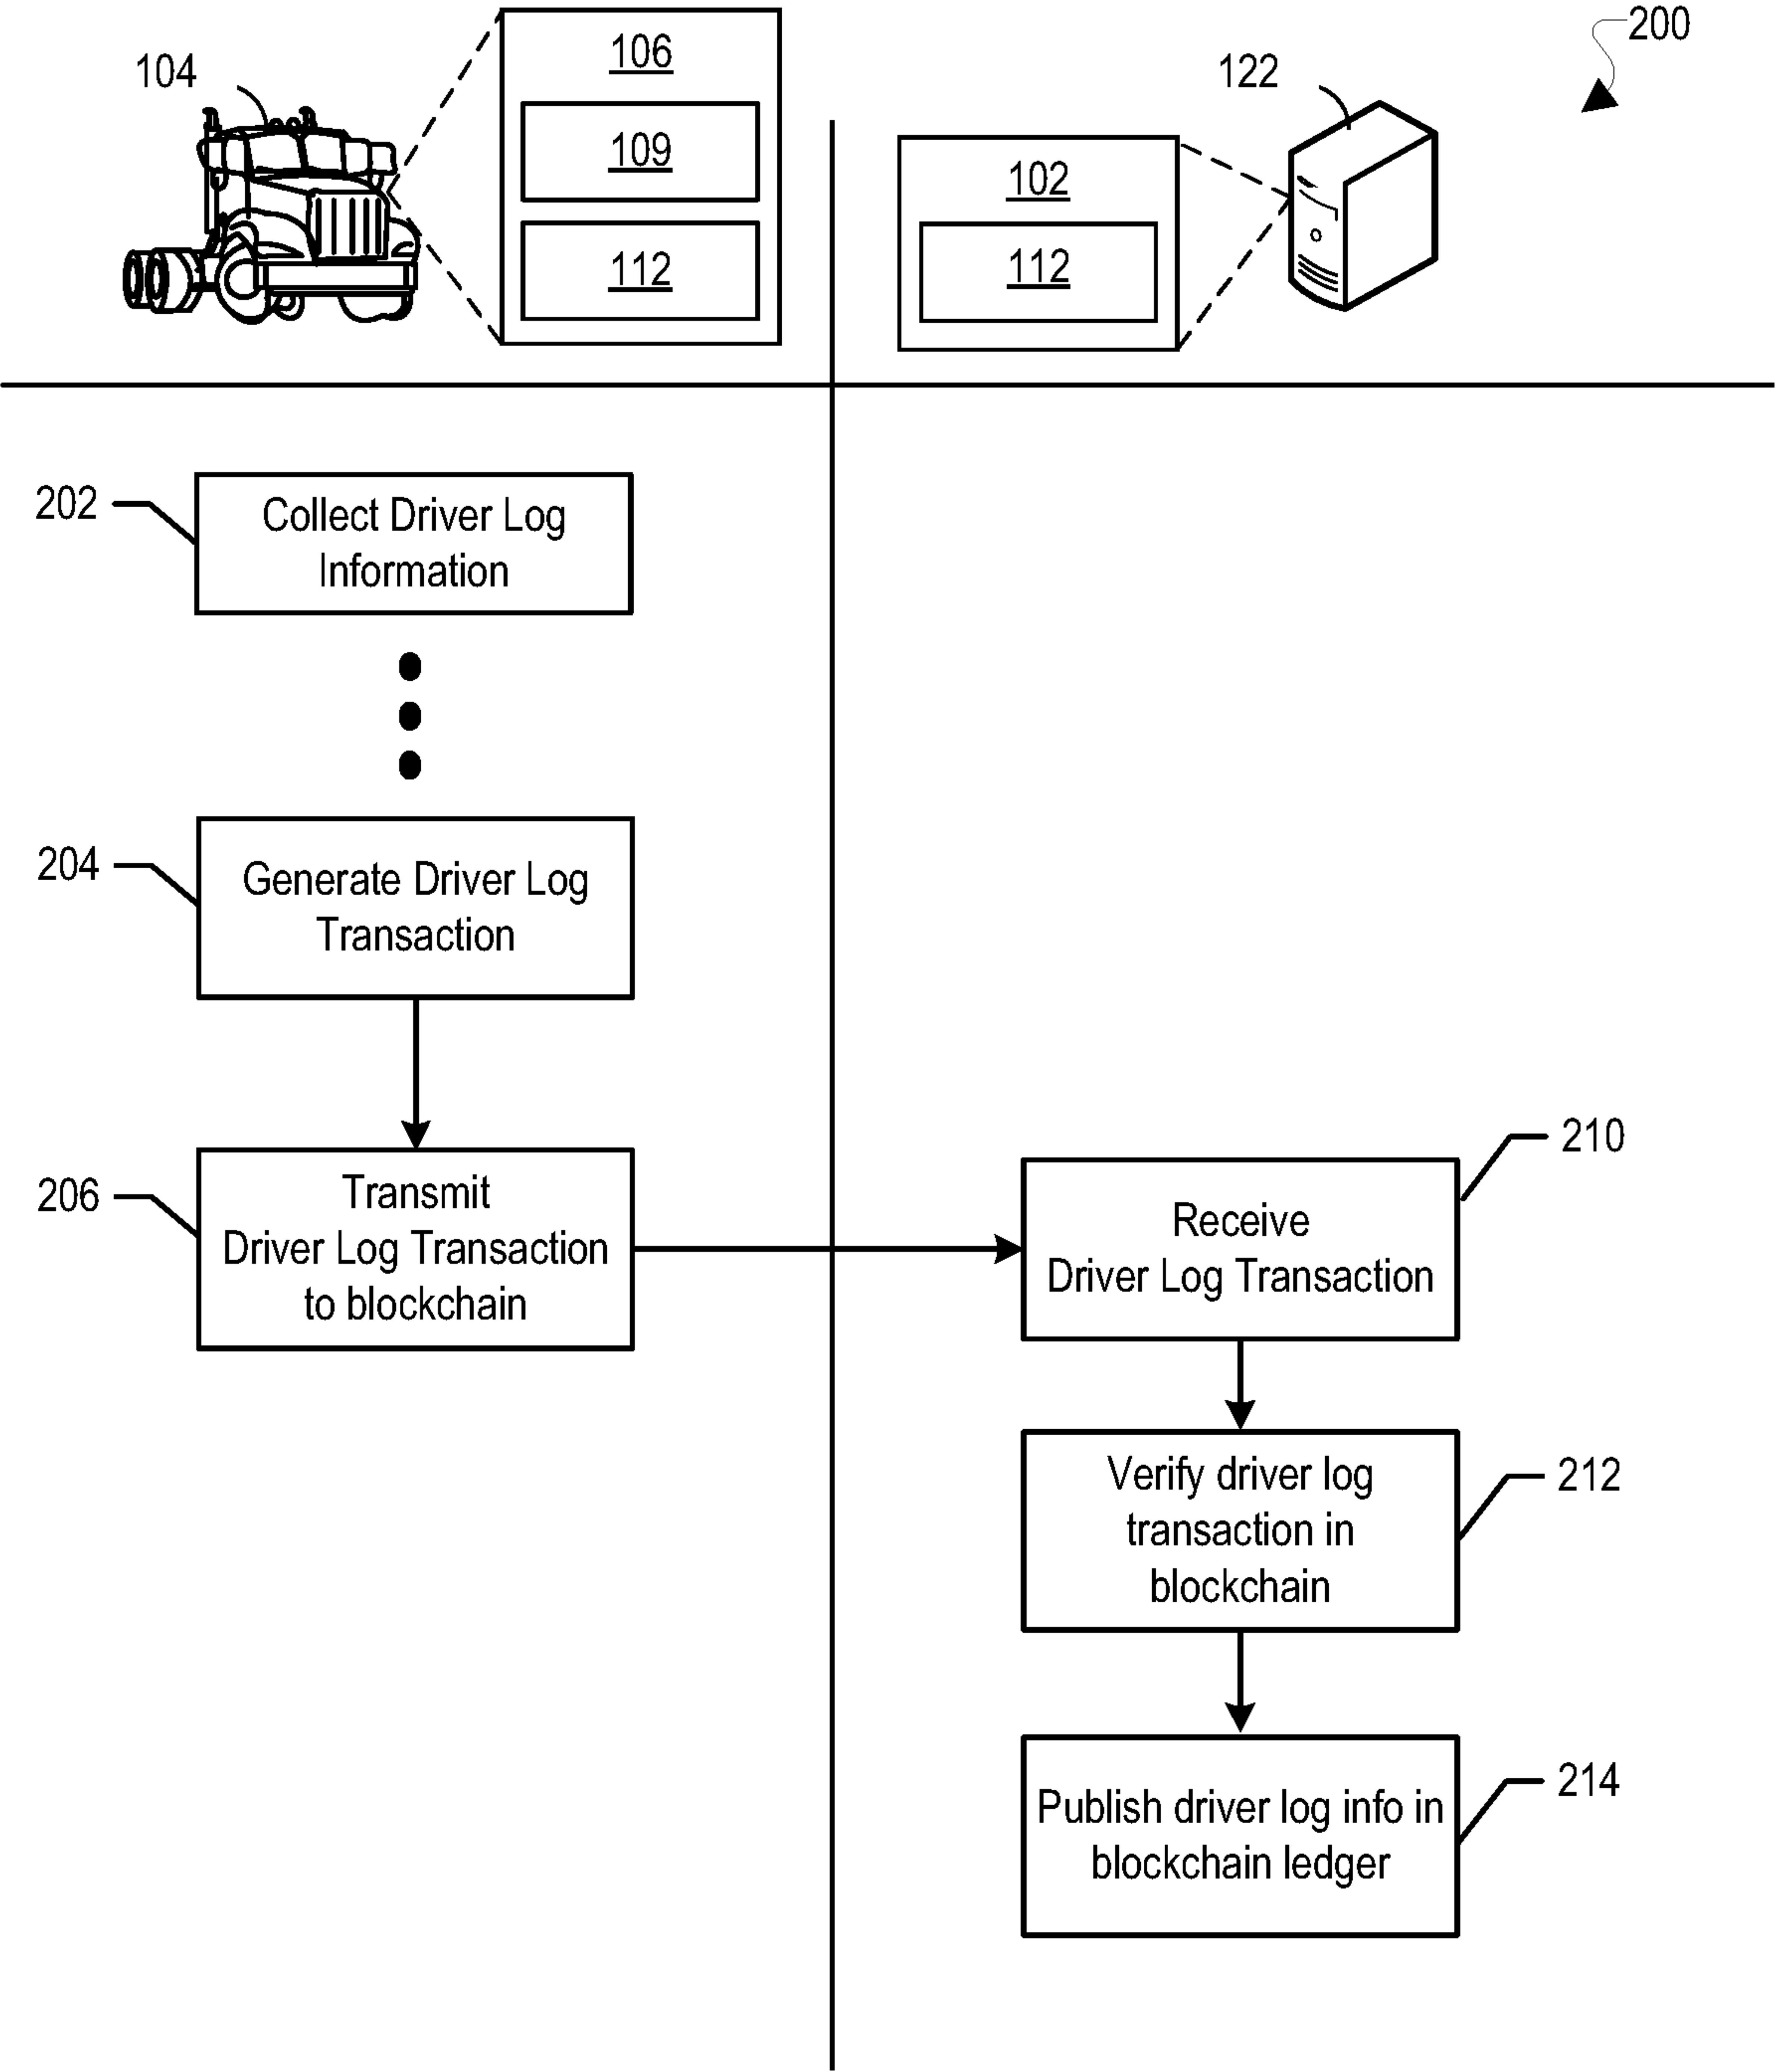 200
104
106
109
112
122
102
112
202
Collect Driver Log
Information
204
Generate Driver Log
Transaction
206
Transmit
Driver Log Transaction
to blockchain
210
Receive
Driver Log Transaction
212
Verify driver log
transaction in
blockchain
214
Publish driver log info in
blockchain ledger